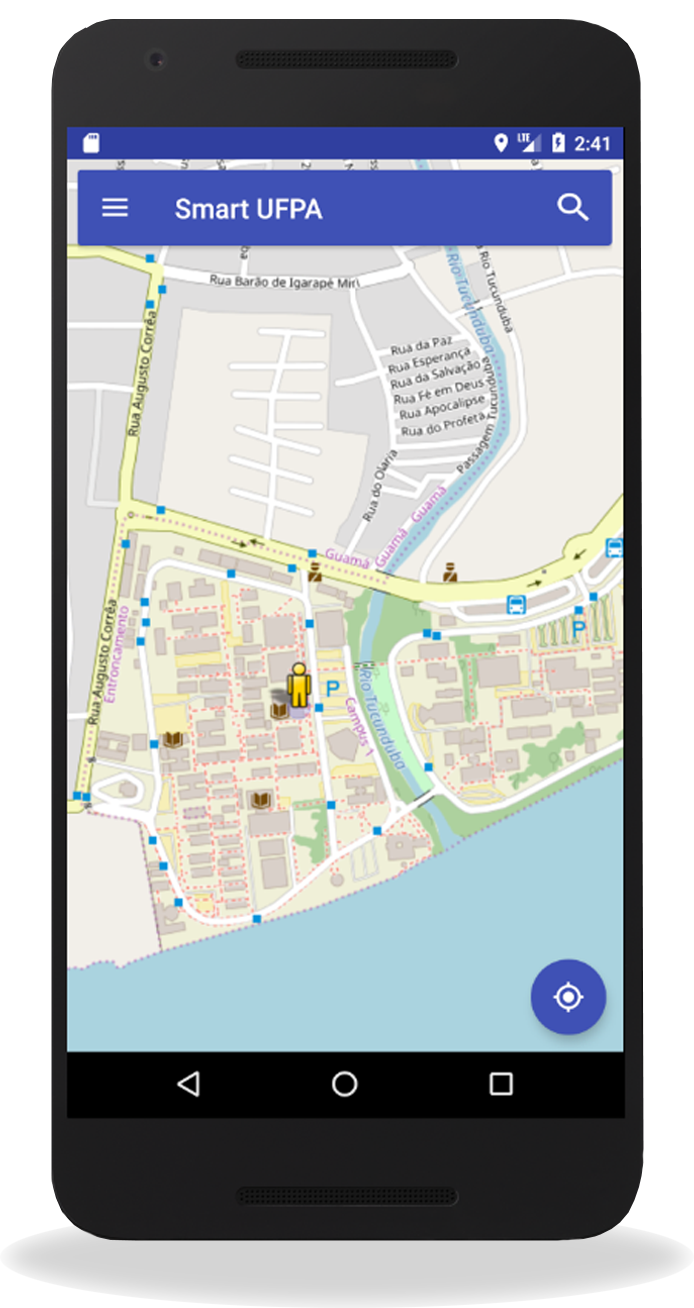 LTE 2:41
Smart UFPA
Rua Barão de Igarapé Miri
Rio Tucunduba
Rio Tucunduba
Rua Augusto Corrêa
Rua da Paz
Rua Esperança
Rua da Salvação
Rua Fé em Deus
Rua Apocalipse
Rua do Profeta
Passagem Tucunduba
Rua do Olaria
Guamá
Guamá
Guamá
Rua Augusto Corrêa
Entroncamento
P
P
Rio Tucunduba
Campus 1